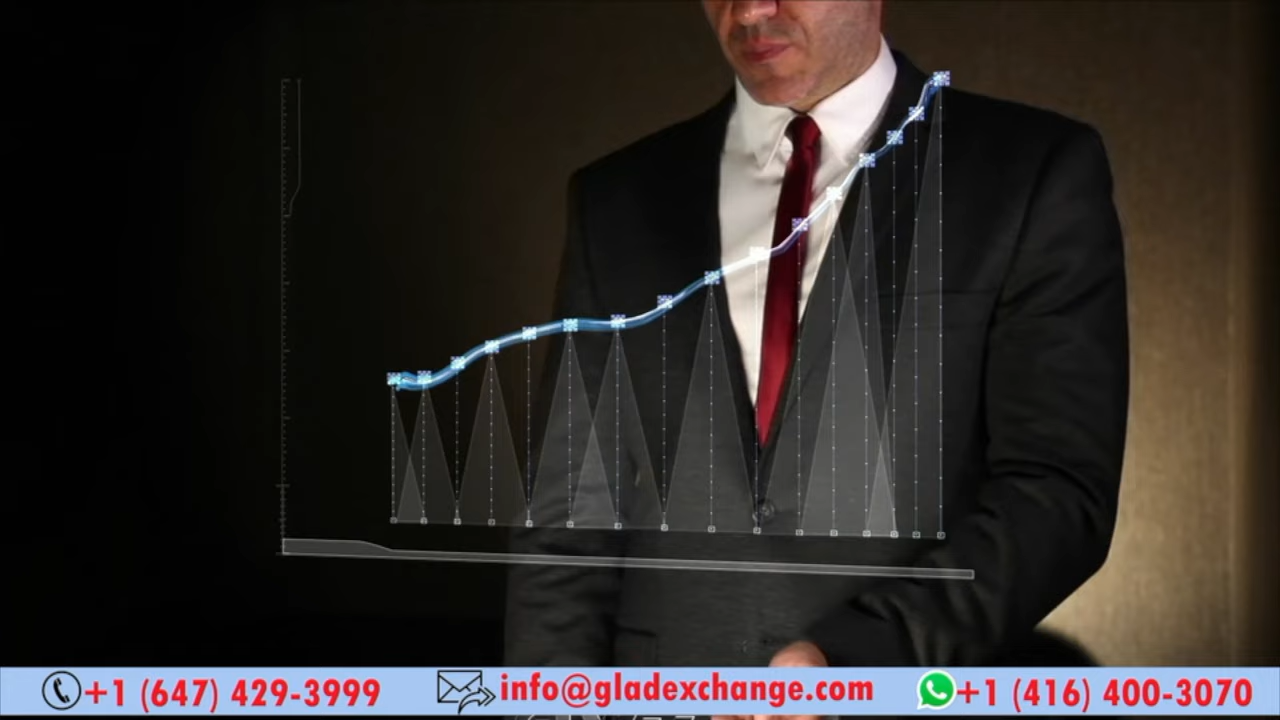 +1 (647) 429-3999 info@gladexchange.com +1 (416) 400-3070